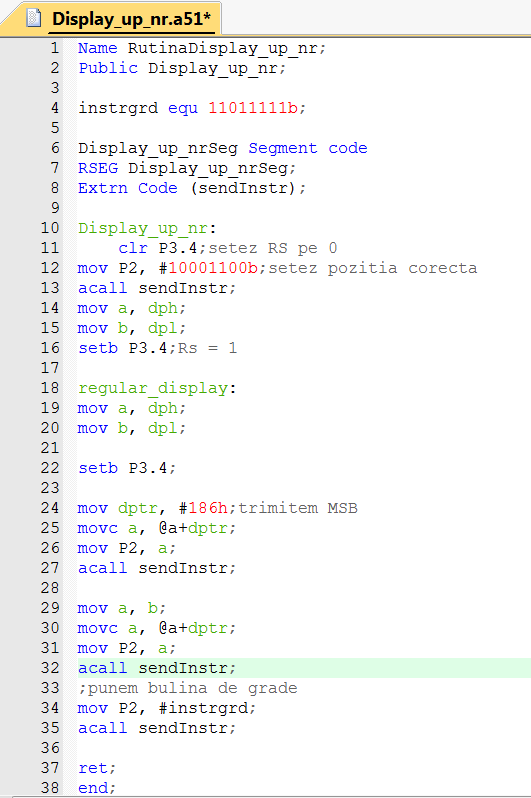 Display_up_nr.a51*
1 Name RutinaDisplay_up_nr;
2 Public Display_up_nr;
3
4 instrgrd equ 11011111b;
5
6 Display_up_nrSeg Segment code
7 RSEG Display_up_nrSeg;
8 Extrn Code (sendInstr);
9
10 Display_up_nr:
11 clr P3.4;setez RS pe 0
12 mov P2, #10001100b;setez pozitia corecta
13 acall sendInstr;
14 mov a, dph;
15 mov b, dpl;
16 setb P3.4;Rs = 1
17
18 regular_display:
19 mov a, dph;
20 mov b, dpl;
21
22 setb P3.4;
23
24 mov dptr, #186h;trimitem MSB
25 movc a, @a+dptr;
26 mov P2, a;
27 acall sendInstr;
28
29 mov a, b;
30 movc a, @a+dptr;
31 mov P2, a;
32 acall sendInstr;
33 ;punem bulina de grade
34 mov P2, #instrgrd;
35 acall sendInstr;
36
37 ret;
38 end;